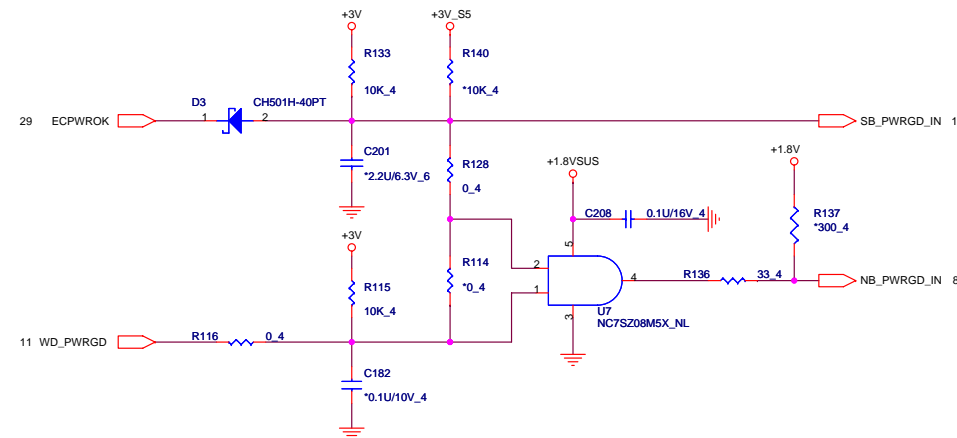 +3V
+3V_S5
R133
10K_4
R140
*10K_4
D3
CH501H-40PT
1
2
29 ECPWROK
SB_PWRGD_IN 1
C201
*2.2U/6.3V_6
R128
0_4
+1.8VSUS
+1.8V
C208
0.1U/16V_4
R137
*300_4
+3V
5
2
1
4
3
R114
*0_4
R115
10K_4
R136
33_4
NB_PWRGD_IN 8
U7
NC7SZ08M5X_NL
11 WD_PWRGD
R116
0_4
C182
*0.1U/10V_4